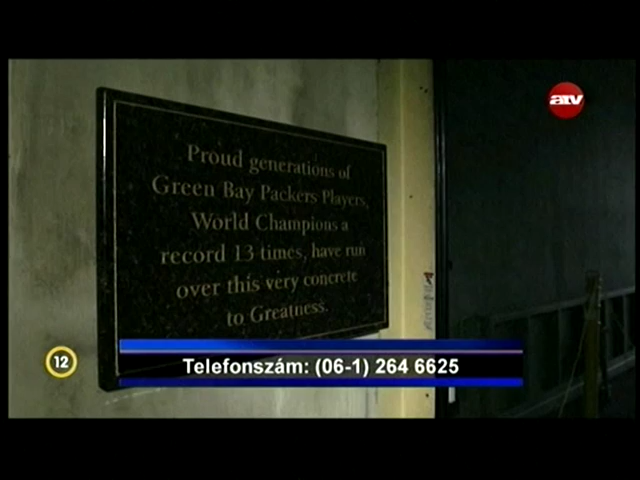 atv
Proud generations of
Green Bay Packers Players,
World Champions a
record 13 times, have run
over this very concrete
to Greatness.
12
Telefonszám: (06-1) 264 6625